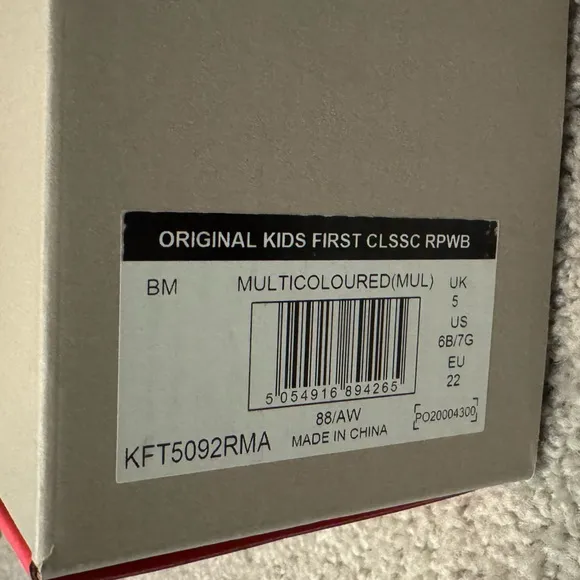 ORIGINAL KIDS FIRST CLSSC RPWB
BM MULTICOLOURED(MUL) UK
5
US
6B/7G
EU
22
5 054916 894265
88/AW
MADE IN CHINA
[PO20004300]
KFT5092RMA